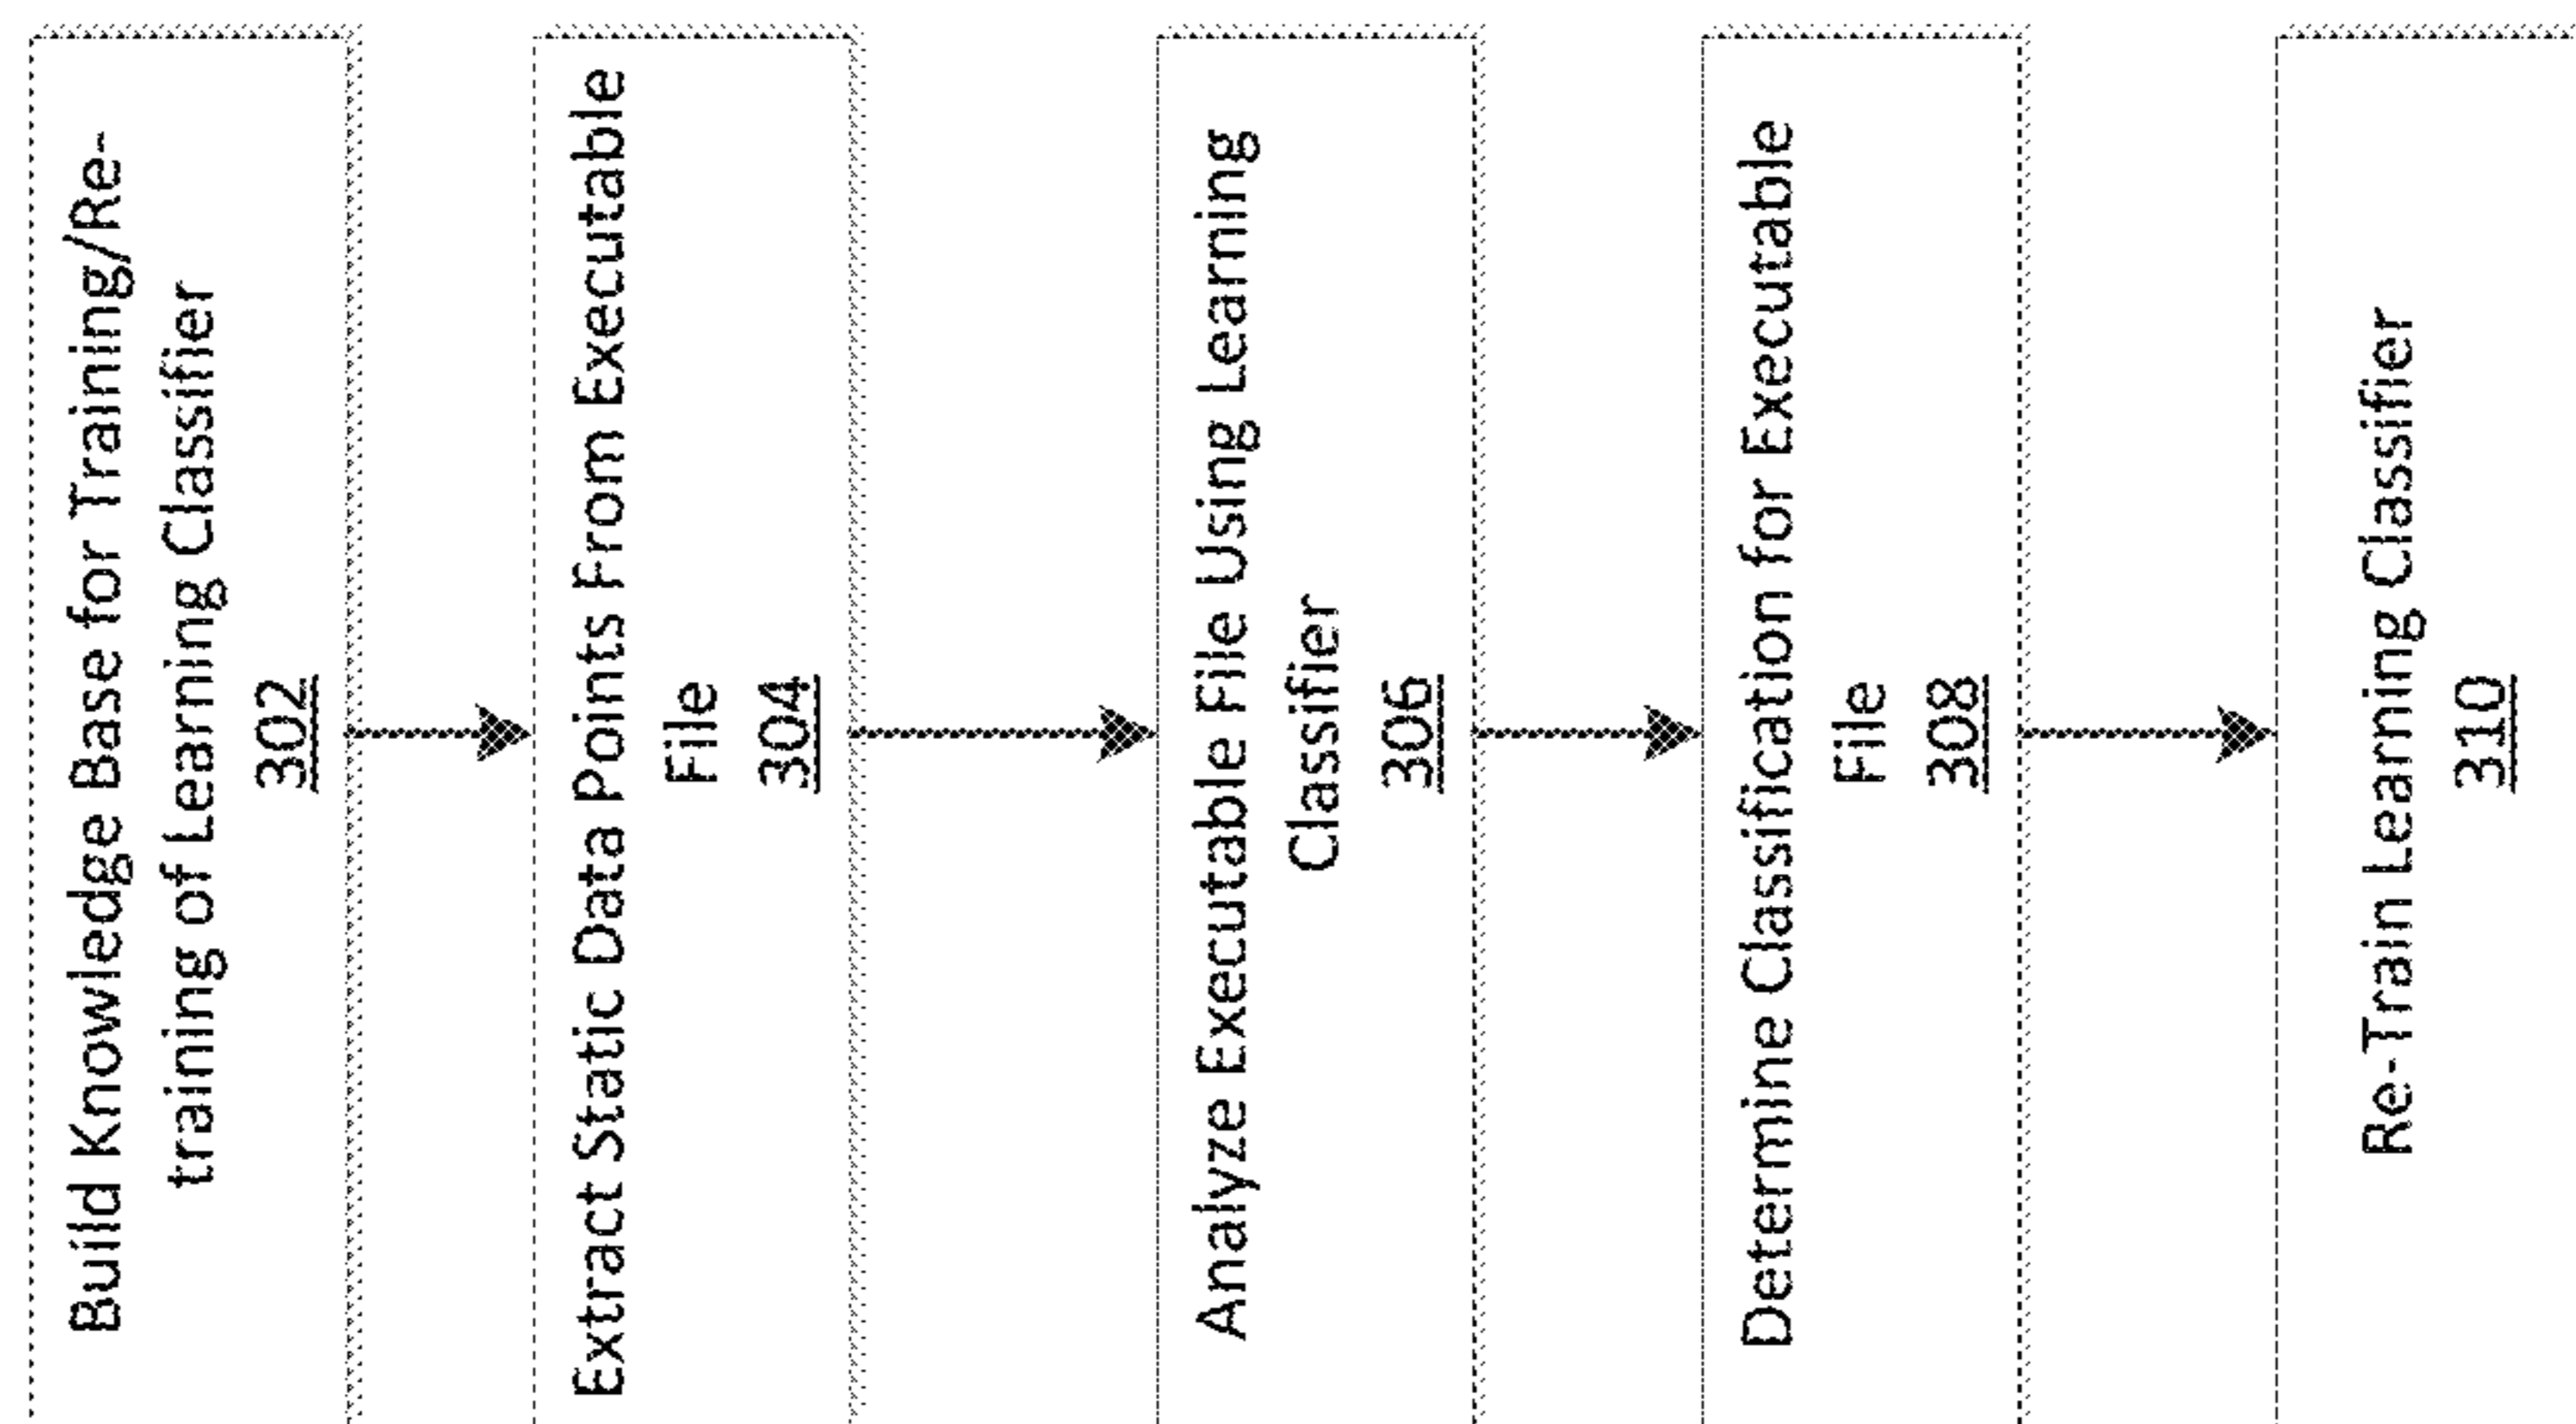 Build Knowledge Base for Training/Re-
training of Learning Classifier
302
Extract Static Data Points From Executable
File
304
Analyze Executable File Using Learning
Classifier
306
Determine Classification for Executable
File
308
Re-Train Learning Classifier
310